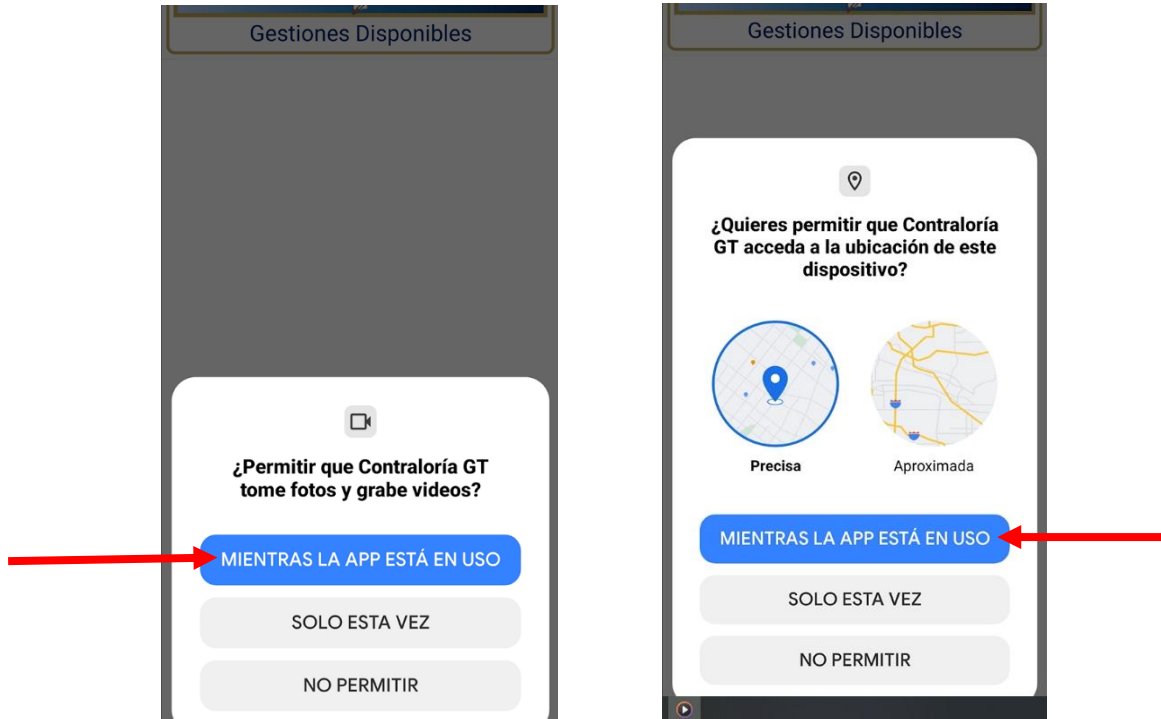 Gestiones Disponibles
¿Permitir que Contraloría GT
tome fotos y grabe videos?
MIENTRAS LA APP ESTÁ EN USO
SOLO ESTA VEZ
NO PERMITIR
Gestiones Disponibles
¿Quieres permitir que Contraloría
GT acceda a la ubicación de este
dispositivo?
Precisa
Aproximada
MIENTRAS LA APP ESTÁ EN USO
SOLO ESTA VEZ
NO PERMITIR